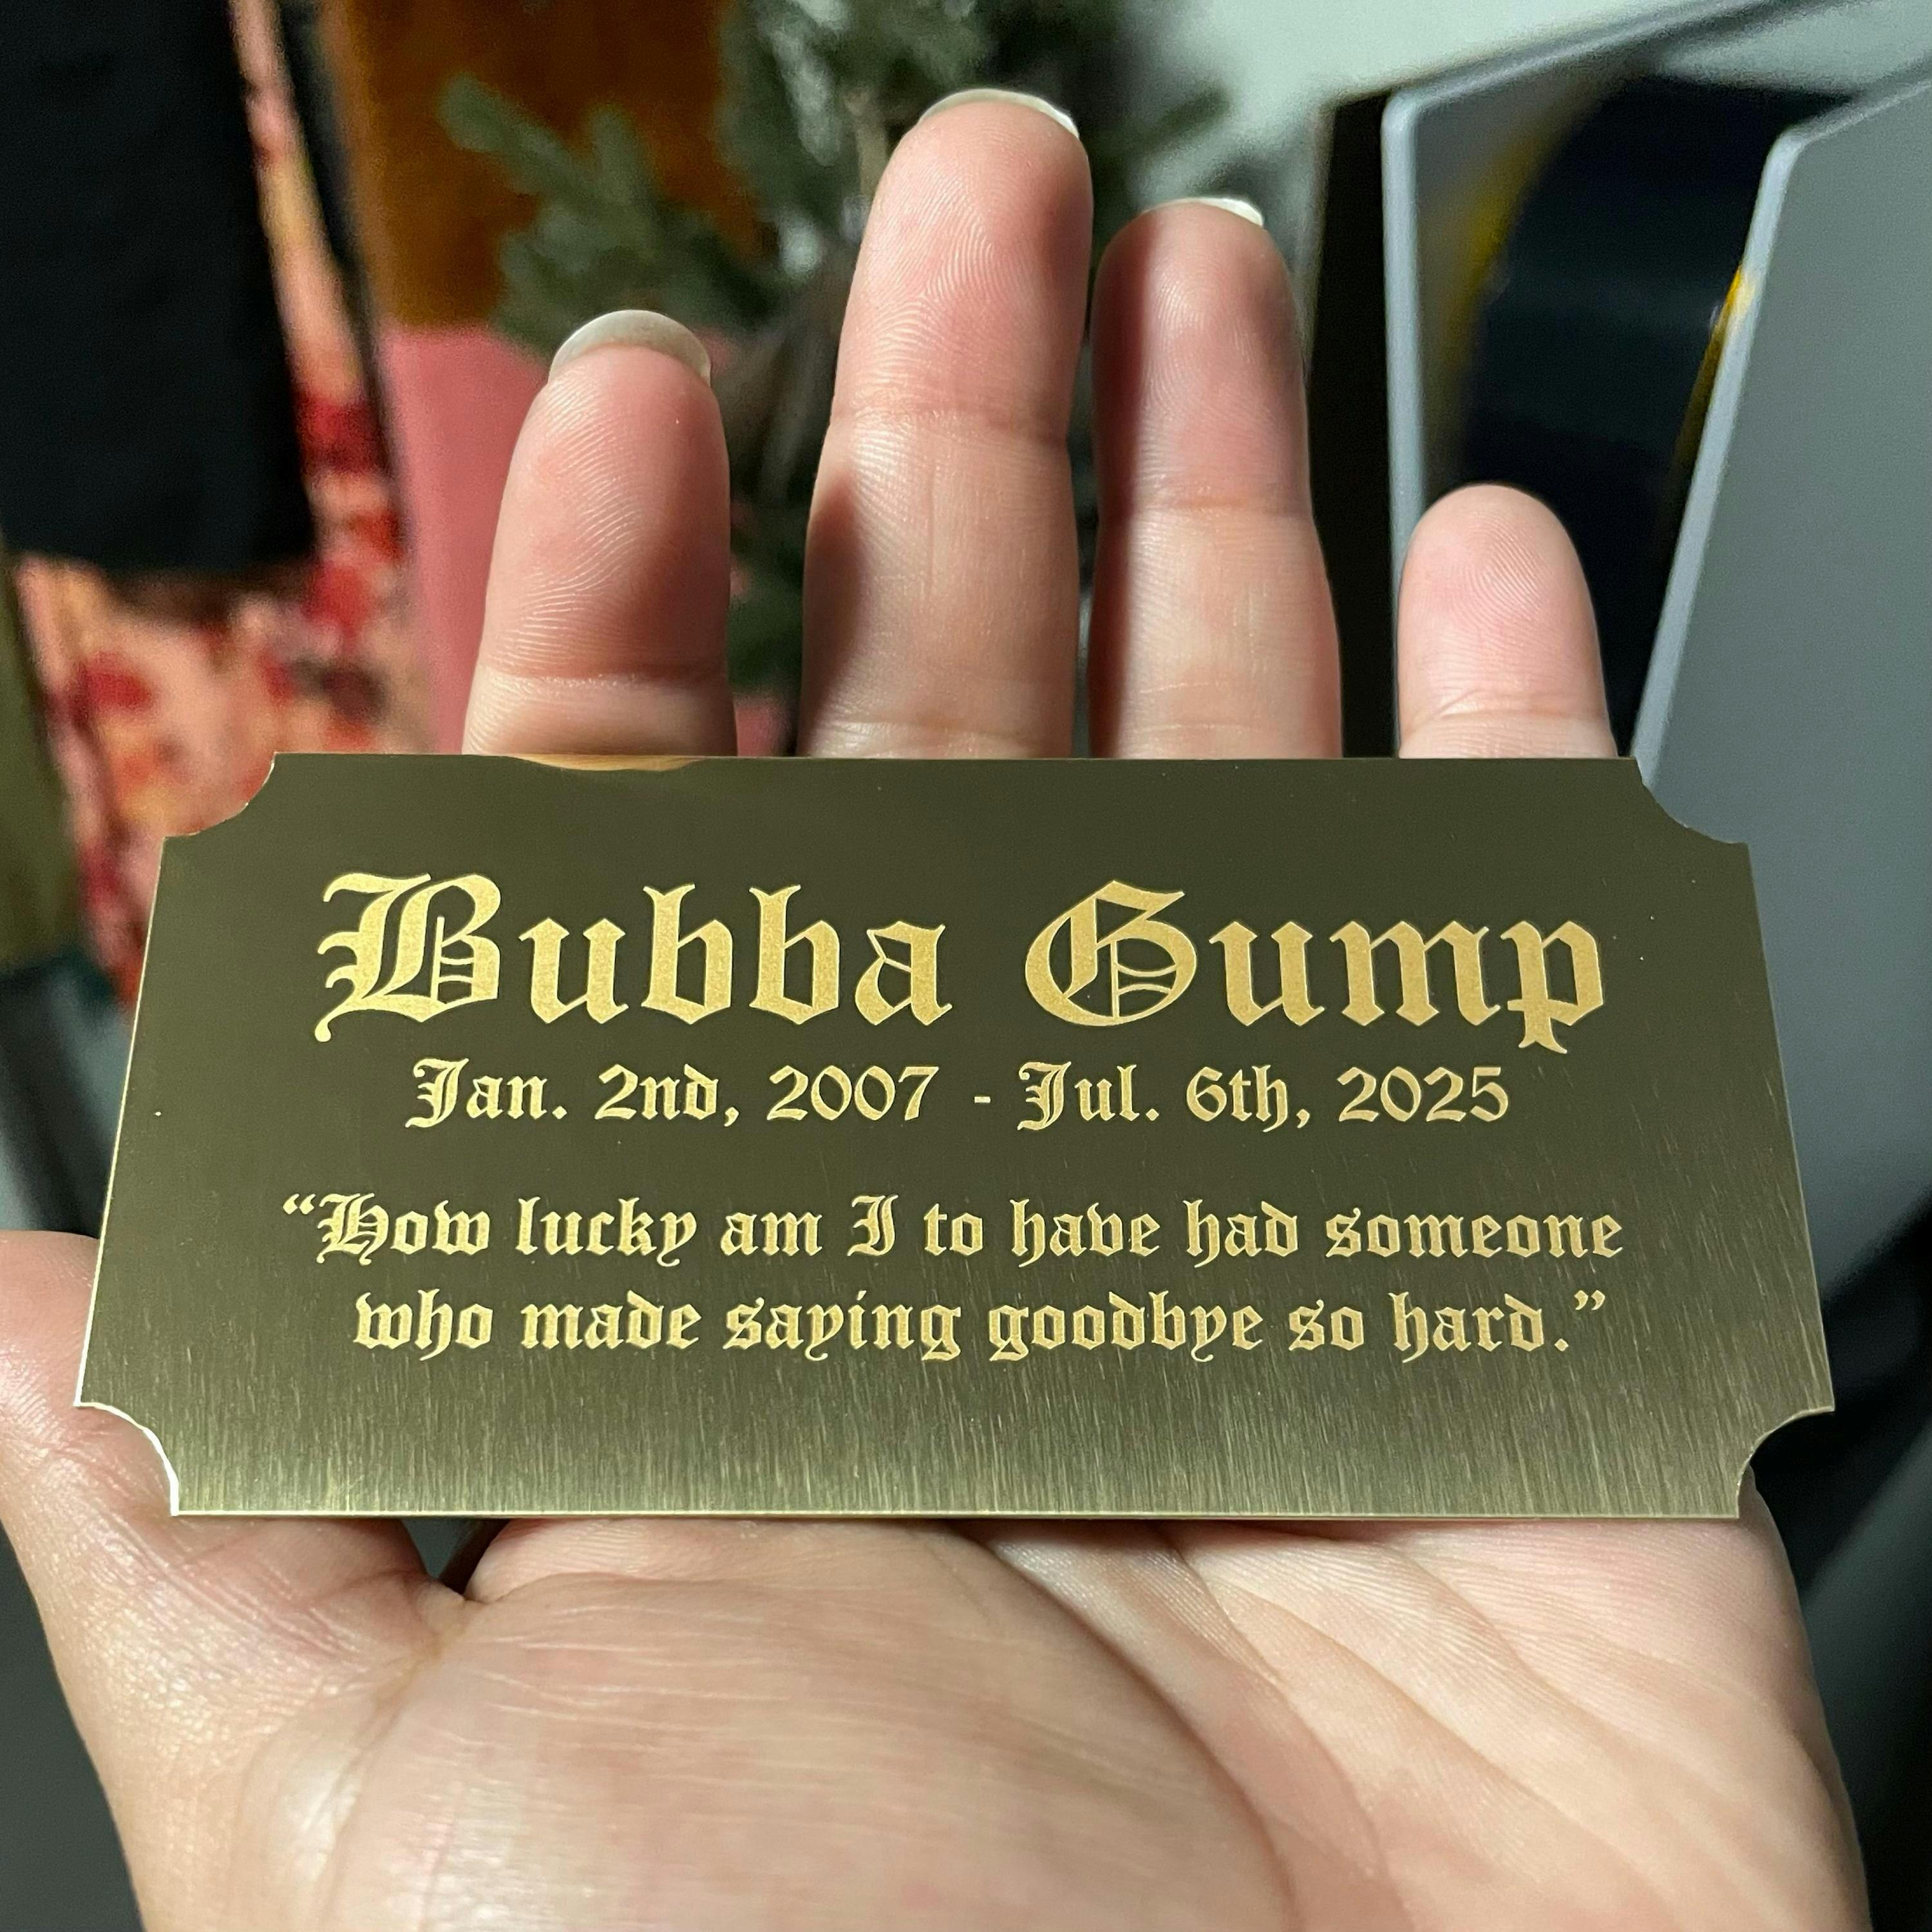 Bubba Gump
Jan. 2nd, 2007 - Jul. 6th, 2025
“How lucky am I to have had someone
who made saying goodbye so hard.”